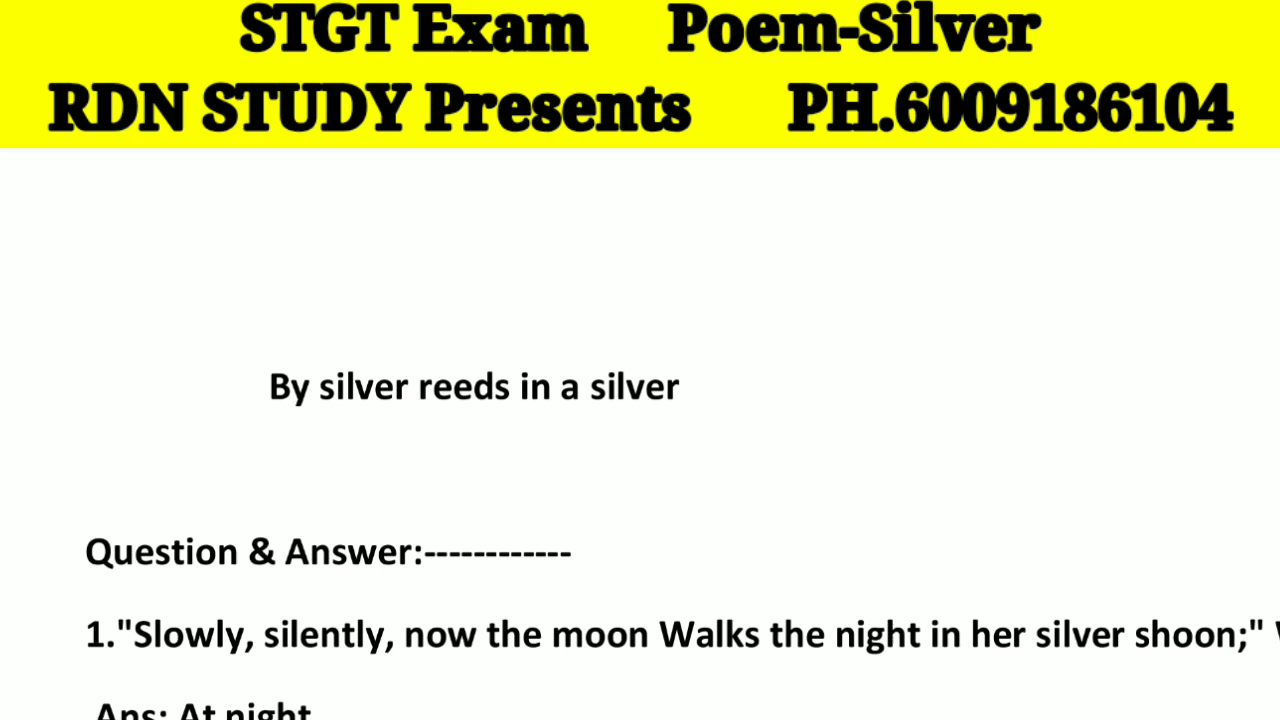 STGT Exam Poem-Silver
RDN STUDY Presents PH.6009186104
By silver reeds in a silver
Question & Answer:------------
1."Slowly, silently, now the moon Walks the night in her silver shoon;"
Ans: At night